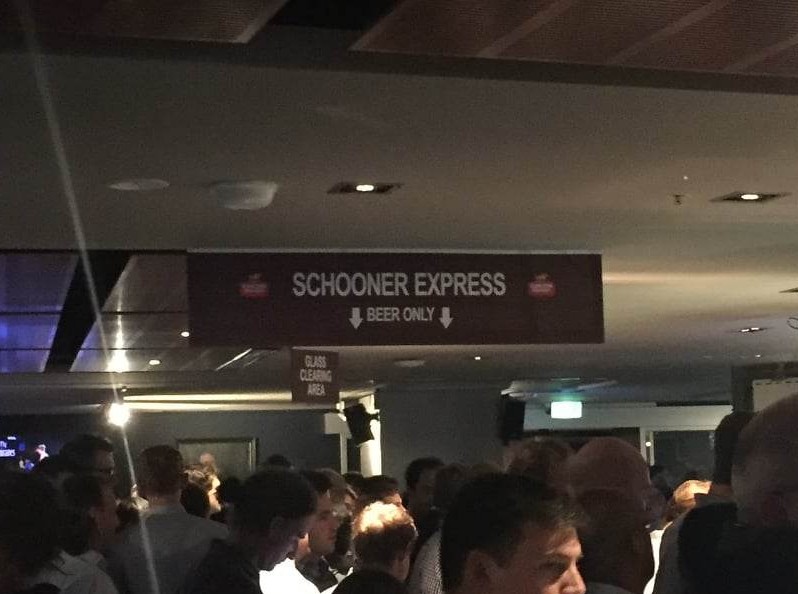 SCHOONER EXPRESS
BEER ONLY
GLASS
CLEARING
AREA